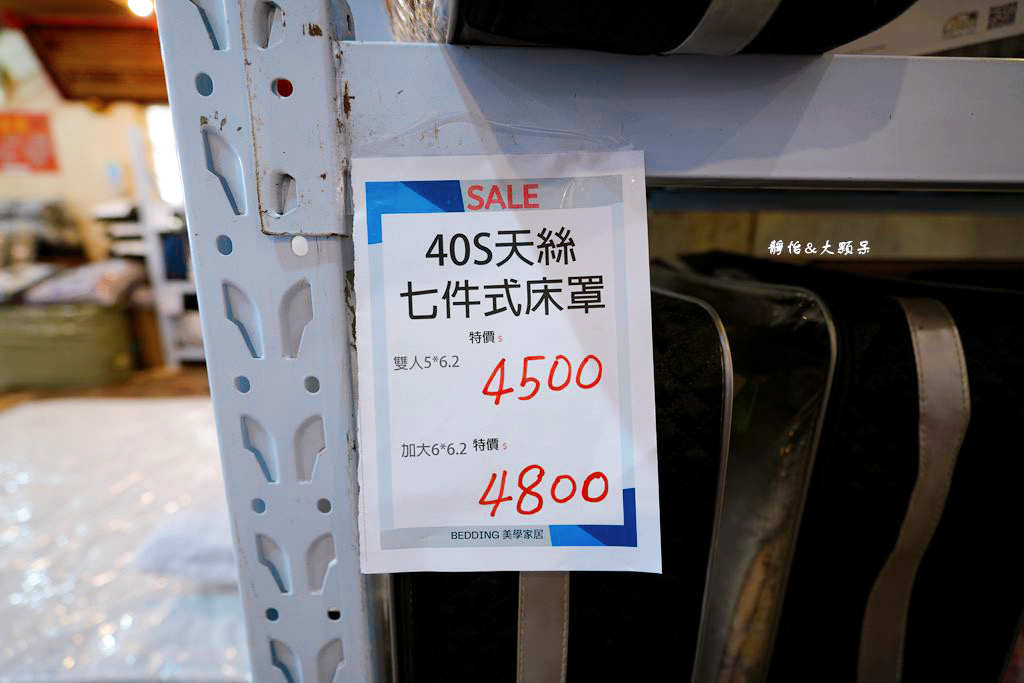 SALE
40S天絲
七件式床罩
特價 $
雙人5*6.2
4500
加大6*6.2 特價 $
4800
BEDDING 美學家居
靜怡&大顆呆